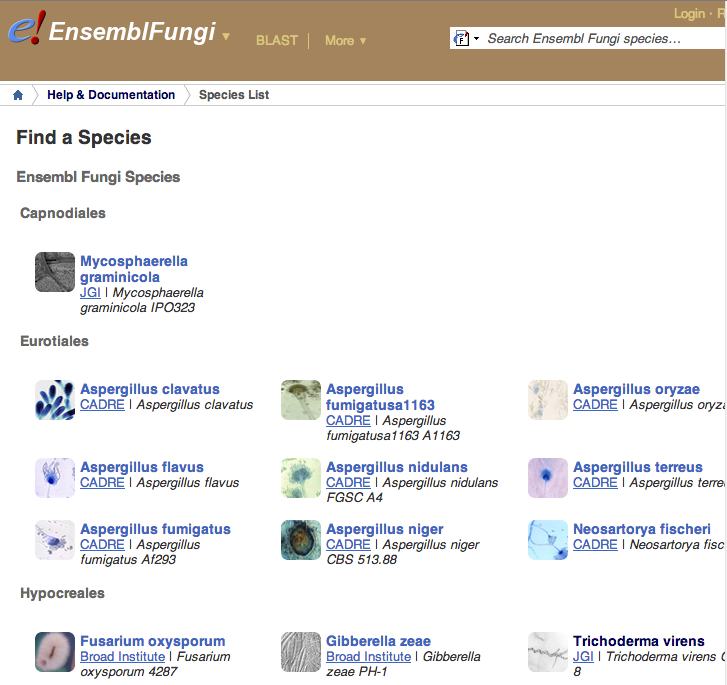 e! EnsemblFungi ▼
BLAST | More ▼
Login ·
Search Ensembl Fungi species...
Help & Documentation
Species List
Find a Species
Ensembl Fungi Species
Capnodiales
Mycosphaerella
graminicola
JGI | Mycosphaerella
graminicola IPO323
Eurotiales
Aspergillus clavatus
CADRE | Aspergillus clavatus
Aspergillus
fumigatusa1163
CADRE | Aspergillus
fumigatusa1163 A1163
Aspergillus oryzae
CADRE | Aspergillus
Aspergillus flavus
CADRE | Aspergillus flavus
Aspergillus nidulans
CADRE | Aspergillus nidulans
FGSC A4
Aspergillus terreus
CADRE | Aspergillus
Aspergillus fumigatus
CADRE | Aspergillus
fumigatus Af293
Aspergillus niger
CADRE | Aspergillus niger
CBS 513.88
Neosartorya fischeri
CADRE | Neosartorya
Hypocreales
Fusarium oxysporum
Broad Institute | Fusarium
oxysporum 4287
Gibberella zeae
Broad Institute | Gibberella
zeae PH-1
Trichoderma virens
JGI | Trichoderma virens
8